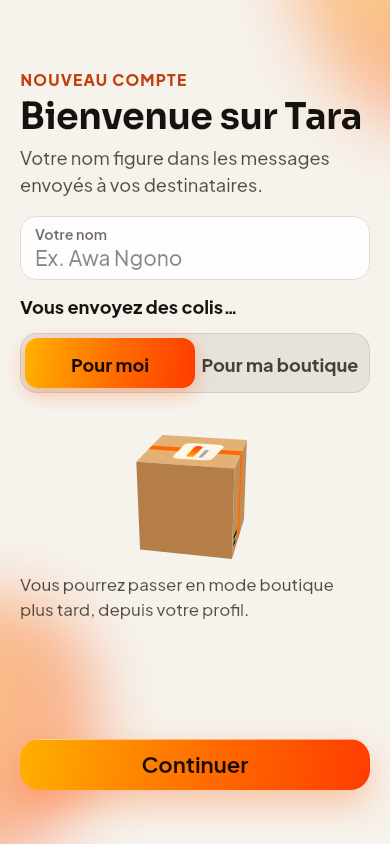 NOUVEAU COMPTE
Bienvenue sur Tara
Votre nom figure dans les messages
envoyés à vos destinataires.
Votre nom
Ex. Awa Ngono
Vous envoyez des colis…
Pour moi
Pour ma boutique
Vous pourrez passer en mode boutique
plus tard, depuis votre profil.
Continuer